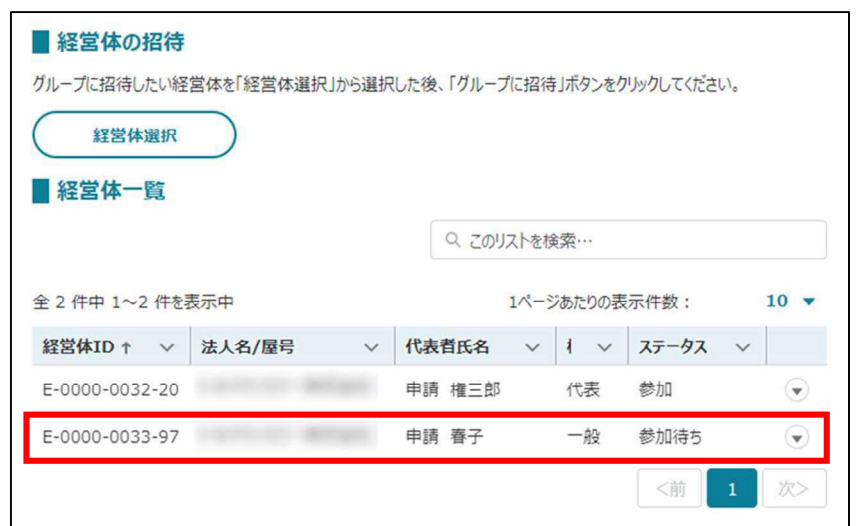 経営体の招待
グループに招待したい経営体を「経営体選択」から選択した後、「グループに招待」ボタンをクリックしてください。
経営体選択
経営体一覧
このリストを検索…
全 2 件中 1～2 件を表示中 1ページあたりの表示件数： 10
経営体ID ↑ 法人名/屋号 代表者氏名 ステータス
E-0000-0032-20 申請 権三郎 代表 参加
E-0000-0033-97 申請 春子 一般 参加待ち
<前 1 次>